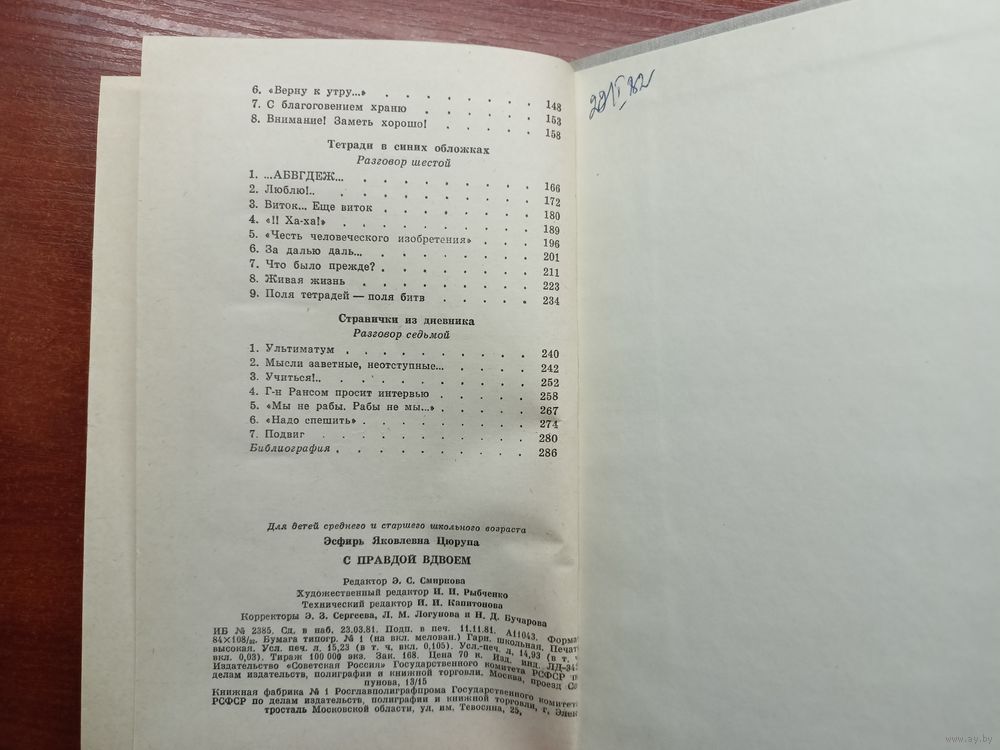 6. «Верну к утру...» . . . . . . . . 148
7. С благоговением храню . . . . . . 153
8. Внимание! Заметь хорошо! . . . . . 158
Тетради в синих обложках
Разговор шестой
1. ...АБВГДЕЖ... . . . . . . . . . 166
2. Люблю!.. . . . . . . . . . 172
3. Виток... Еще виток . . . . . . . . 180
4. «!! Ха-ха!» . . . . . . . . . 189
5. «Честь человеческого изобретения» . . . . 196
6. За далью даль... . . . . . . . . . 201
7. Что было прежде? . . . . . . . . 211
8. Живая жизнь . . . . . . . . . 223
9. Поля тетрадей — поля битв . . . . . 234
Странички из дневника
Разговор седьмой
1. Ультиматум . . . . . . . . . . 240
2. Мысли заветные, неотступные... . . . . . 242
3. Учиться!.. . . . . . . . . . 252
4. Г-н Рансом просит интервью . . . . . 258
5. «Мы не рабы. Рабы не мы...» . . . . . 267
6. «Надо спешить» . . . . . . . . . 274
7. Подвиг . . . . . . . . . . . 280
Библиография . . . . . . . . . . 286
Для детей среднего и старшего школьного возраста
Эсфирь Яковлевна Цюрупа
С ПРАВДОЙ ВДВОЕМ
Редактор Э. С. Смирнова
Художественный редактор И. И. Рыбченко
Технический редактор И. И. Капитонова
Корректоры Э. З. Сергеева, Л. М. Логунова и Н. Д. Бучарова
ИБ № 2385. Сд. в наб. 23.03.81. Подп. в печ. 11.11.81. А11043. Формат
84×108/32. Бумага типогр. № 1 (на вкл. мелован.) Гарн. школьная. Печать
высокая. Усл. печ. л. 15,23 (в т. ч. вкл. 0,105). Усл.-печ. л. 14,93 (в т. ч.
вкл. 0,03). Тираж 100 000 экз. Зак. 168. Цена 70 к. Изд. инд. ЛД-342
Издательство «Советская Россия» Государственного комитета РСФСР по
делам издательств, полиграфии и книжной торговли. Москва, проезд Са
пунова, 13/15
Книжная фабрика № 1 Росглавполиграфпрома Государственного комитета
РСФСР по делам издательств, полиграфии и книжной торговли, г. Элек
тросталь Московской области, ул. им. Тевосяна, 25.
www.ay.by